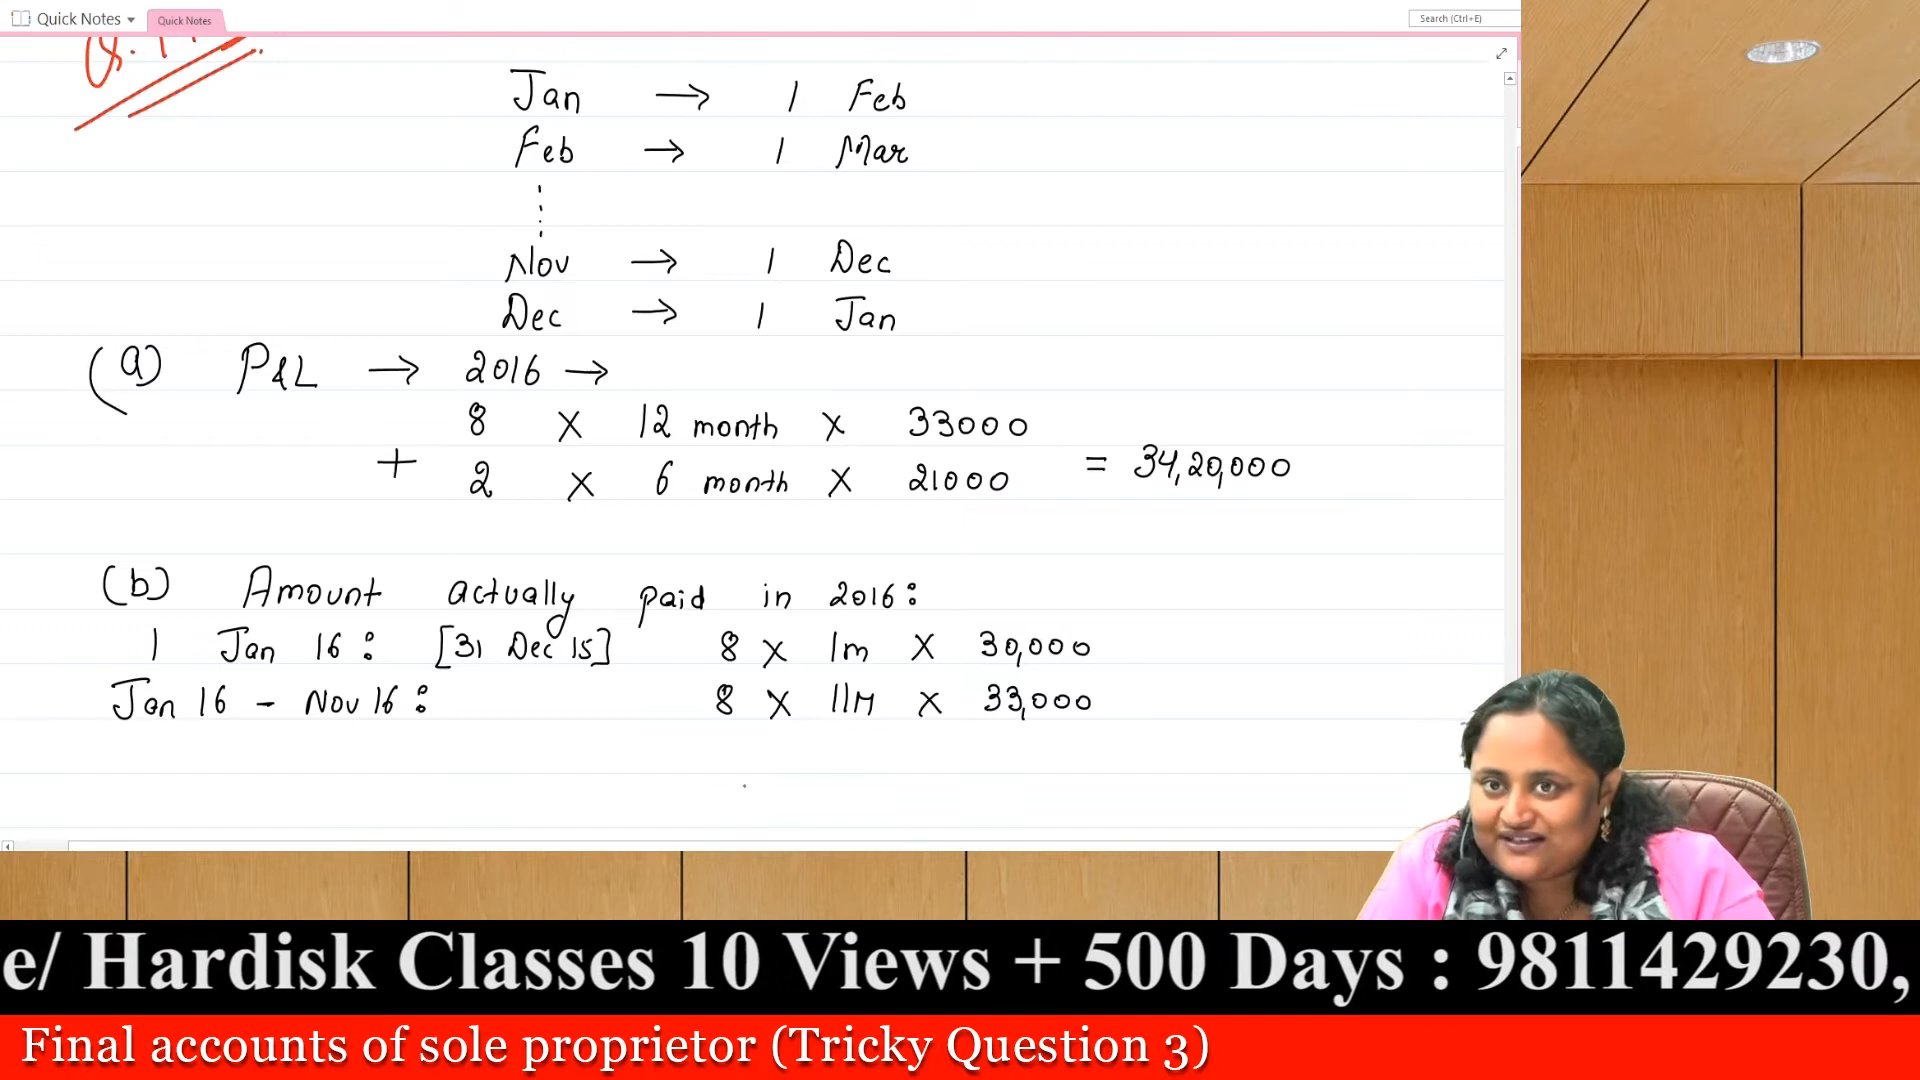 Quick Notes
Quick Notes
Search (Ctrl+E)
Jan → 1 Feb
Feb → 1 Mar
Nov → 1 Dec
Dec → 1 Jan
(a) P&L → 2016 →
8 X 12 month X 33000
+ 2 X 6 month X 21000 = 34,20,000
(b) Amount actually paid in 2016:
1 Jan 16: [31 Dec 15] 8 X 1m X 30,000
Jan 16 - Nov 16: 8 X 11M X 33,000
e/ Hardisk Classes 10 Views + 500 Days : 9811429230,
Final accounts of sole proprietor (Tricky Question 3)